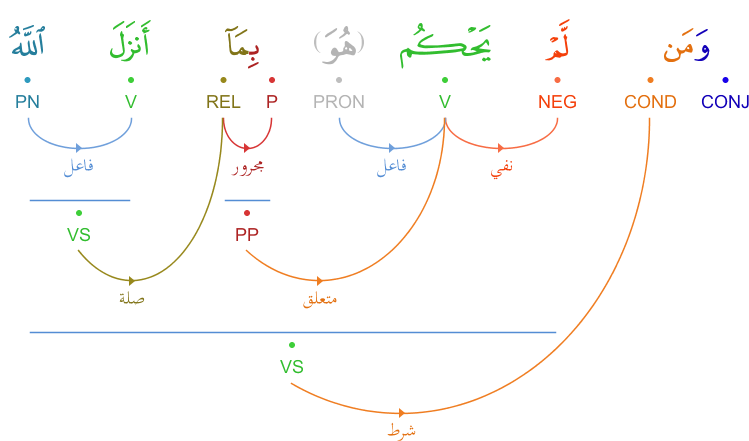 وَمَن لَّمْ يَحْكُم (هُوَ) بِمَآ أَنزَلَ ٱللَّهُ
PN V REL P PRON V NEG COND CONJ
فاعل مجرور فاعل نفي
VS PP
صلة متعلق
VS
شرط